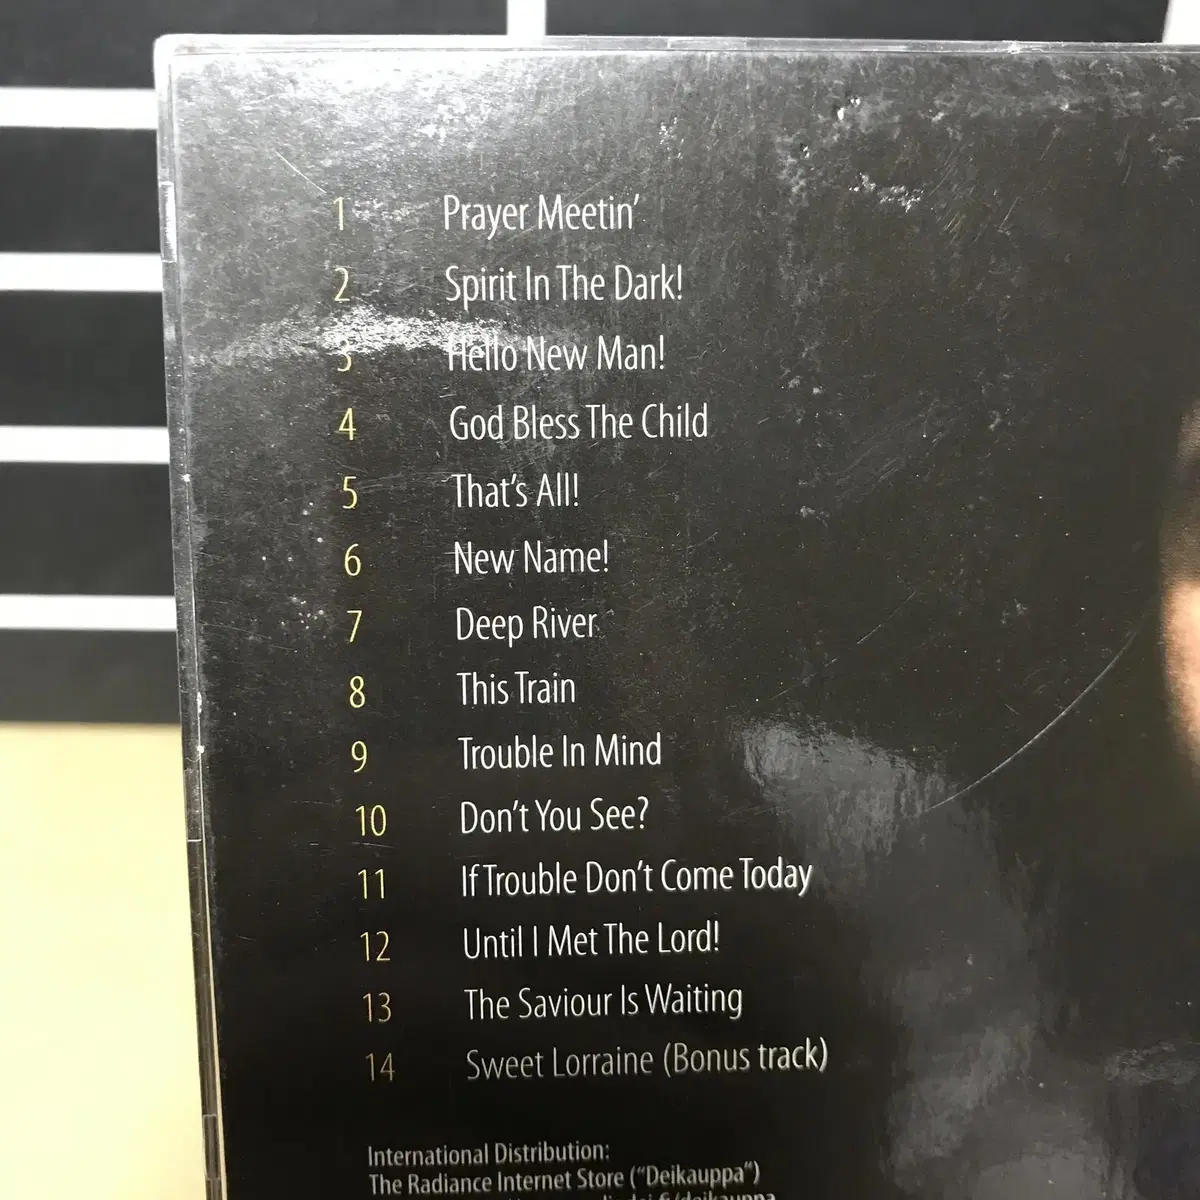 1 Prayer Meetin'
2 Spirit In The Dark!
3 Hello New Man!
4 God Bless The Child
5 That's All!
6 New Name!
7 Deep River
8 This Train
9 Trouble In Mind
10 Don't You See?
11 If Trouble Don't Come Today
12 Until I Met The Lord!
13 The Saviour Is Waiting
14 Sweet Lorraine (Bonus track)
International Distribution:
The Radiance Internet Store ("Deikauppa")